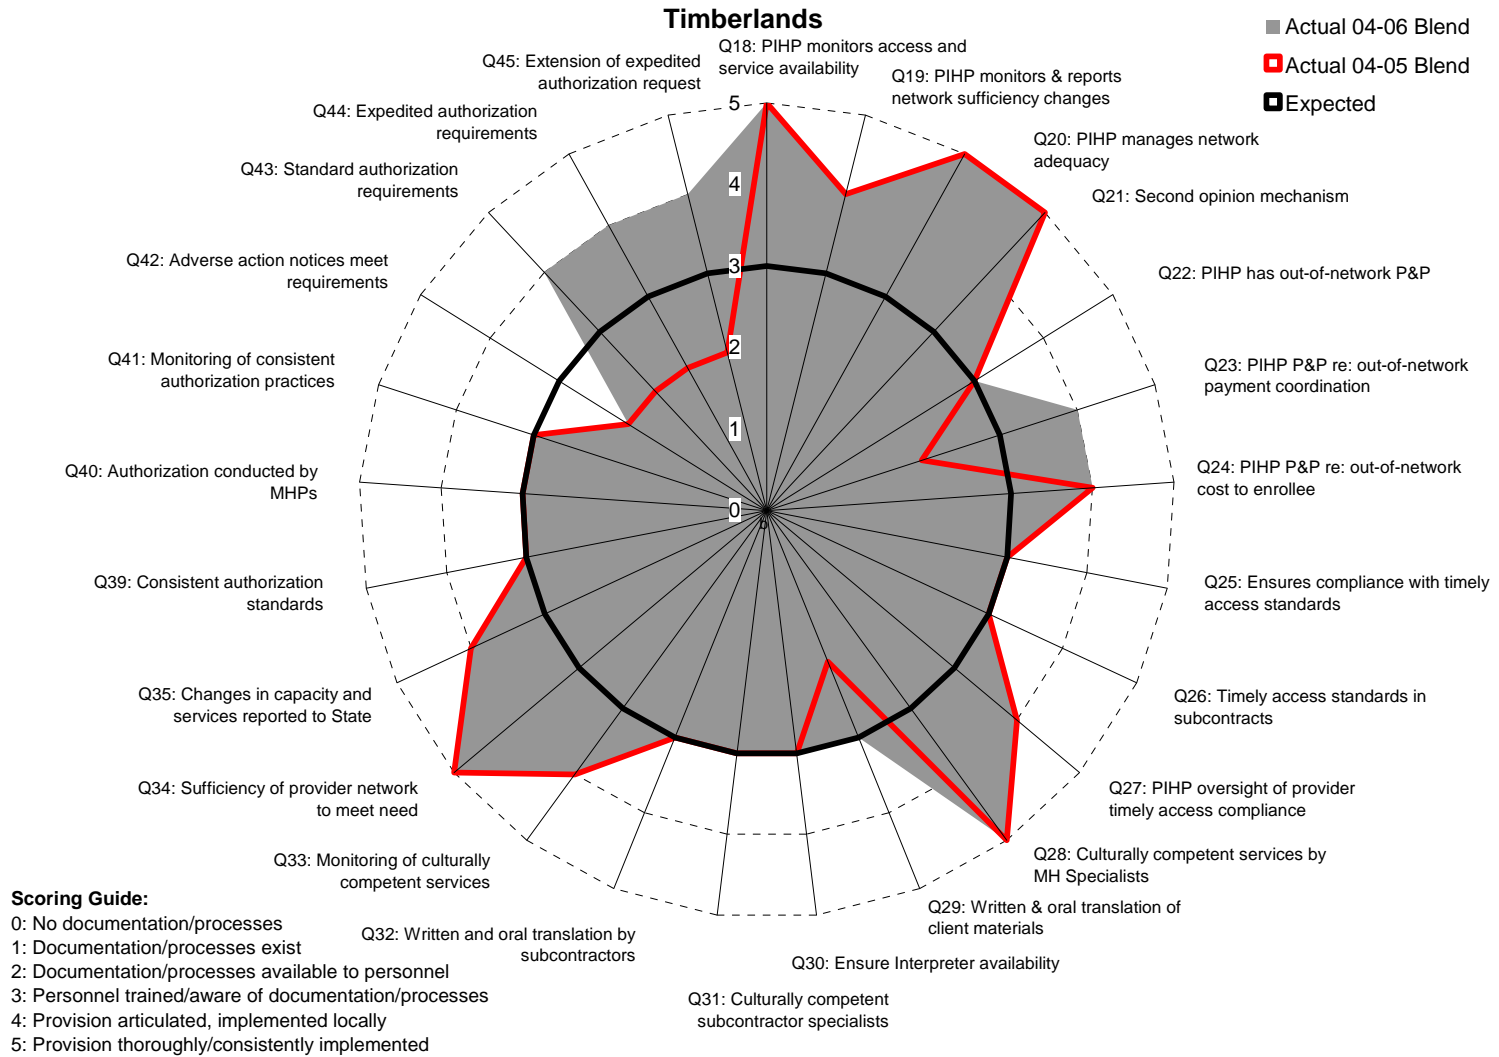 Timberlands
Actual 04-06 Blend
Actual 04-05 Blend
Expected
Q18: PIHP monitors access and
service availability
Q19: PIHP monitors & reports
network sufficiency changes
Q20: PIHP manages network
adequacy
Q21: Second opinion mechanism
Q22: PIHP has out-of-network P&P
Q23: PIHP P&P re: out-of-network
payment coordination
Q24: PIHP P&P re: out-of-network
cost to enrollee
Q25: Ensures compliance with timely
access standards
Q26: Timely access standards in
subcontracts
Q27: PIHP oversight of provider
timely access compliance
Q28: Culturally competent services by
MH Specialists
Q29: Written & oral translation of
client materials
Q30: Ensure Interpreter availability
Q31: Culturally competent
subcontractor specialists
Q32: Written and oral translation by
subcontractors
Q33: Monitoring of culturally
competent services
Q34: Sufficiency of provider network
to meet need
Q35: Changes in capacity and
services reported to State
Q39: Consistent authorization
standards
Q40: Authorization conducted by
MHPs
Q41: Monitoring of consistent
authorization practices
Q42: Adverse action notices meet
requirements
Q43: Standard authorization
requirements
Q44: Expedited authorization
requirements
Q45: Extension of expedited
authorization request
5
4
3
2
1
0
Scoring Guide:
0: No documentation/processes
1: Documentation/processes exist
2: Documentation/processes available to personnel
3: Personnel trained/aware of documentation/processes
4: Provision articulated, implemented locally
5: Provision thoroughly/consistently implemented